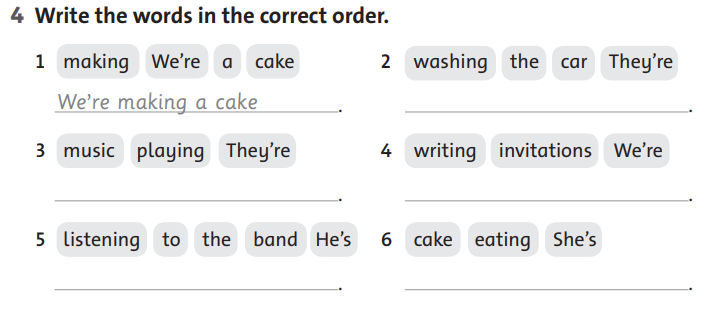 4 Write the words in the correct order.
1 making We're a cake
We're making a cake.
2 washing the car They're
.
3 music playing They're
.
4 writing invitations We're
.
5 listening to the band He's
.
6 cake eating She's
.